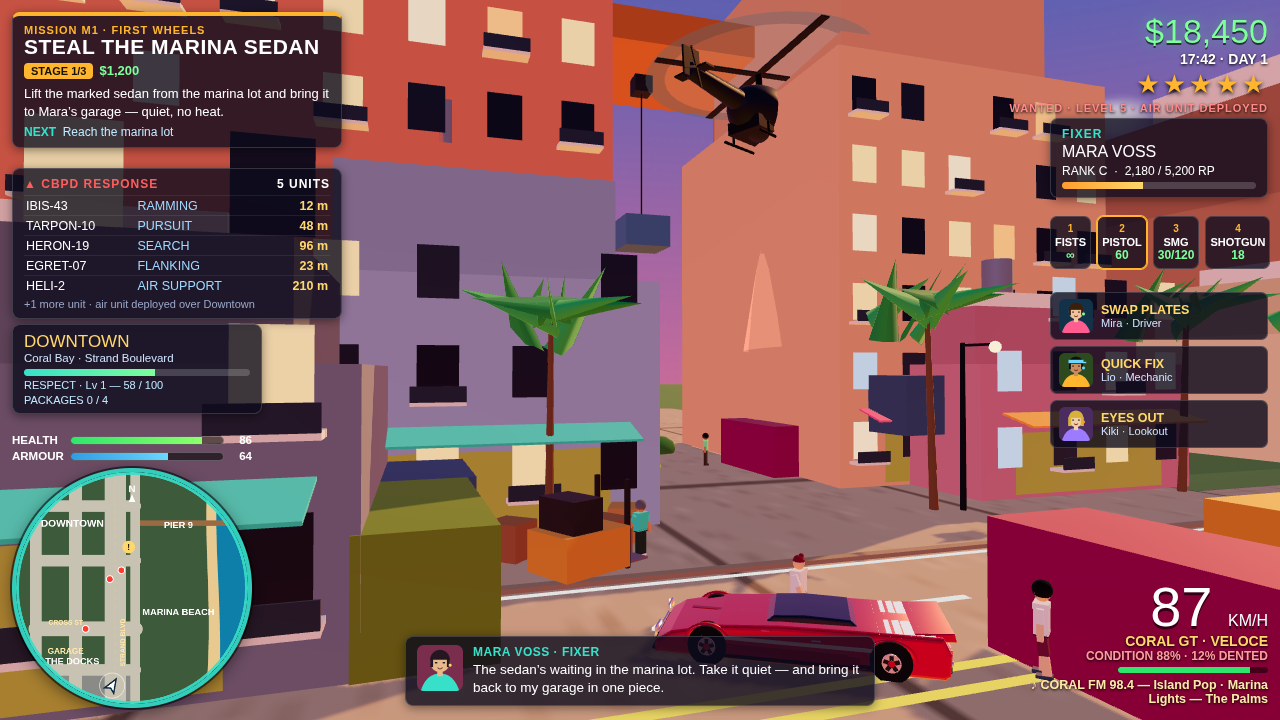 MISSION M1 · FIRST WHEELS
STEAL THE MARINA SEDAN
STAGE 1/3 $1,200
Lift the marked sedan from the marina lot and bring it
to Mara's garage — quiet, no heat.
NEXT Reach the marina lot
▲ CBPD RESPONSE 5 UNITS
IBIS-43 RAMMING 12 m
TARPON-10 PURSUIT 48 m
HERON-19 SEARCH 96 m
EGRET-07 FLANKING 23 m
HELI-2 AIR SUPPORT 210 m
+1 more unit · air unit deployed over Downtown
DOWNTOWN
Coral Bay · Strand Boulevard
RESPECT · Lv 1 — 58 / 100
PACKAGES 0 / 4
HEALTH 86
ARMOUR 64
N
DOWNTOWN
PIER 9
!
MARINA BEACH
CROSS ST
STRAND BLVD
GARAGE
THE DOCKS
$18,450
17:42 · DAY 1
★★★★★
WANTED · LEVEL 5 · AIR UNIT DEPLOYED
FIXER
MARA VOSS
RANK C · 2,180 / 5,200 RP
1 2 3 4
FISTS PISTOL SMG SHOTGUN
∞ 60 30/120 18
SWAP PLATES
Mira · Driver
QUICK FIX
Lio · Mechanic
EYES OUT
Kiki · Lookout
MARA VOSS · FIXER
The sedan's waiting in the marina lot. Take it quiet — and bring it
back to my garage in one piece.
87 KM/H
CORAL GT · VELOCE
CONDITION 88% · 12% DENTED
♪ CORAL FM 98.4 — Island Pop · Marina
Lights — The Palms